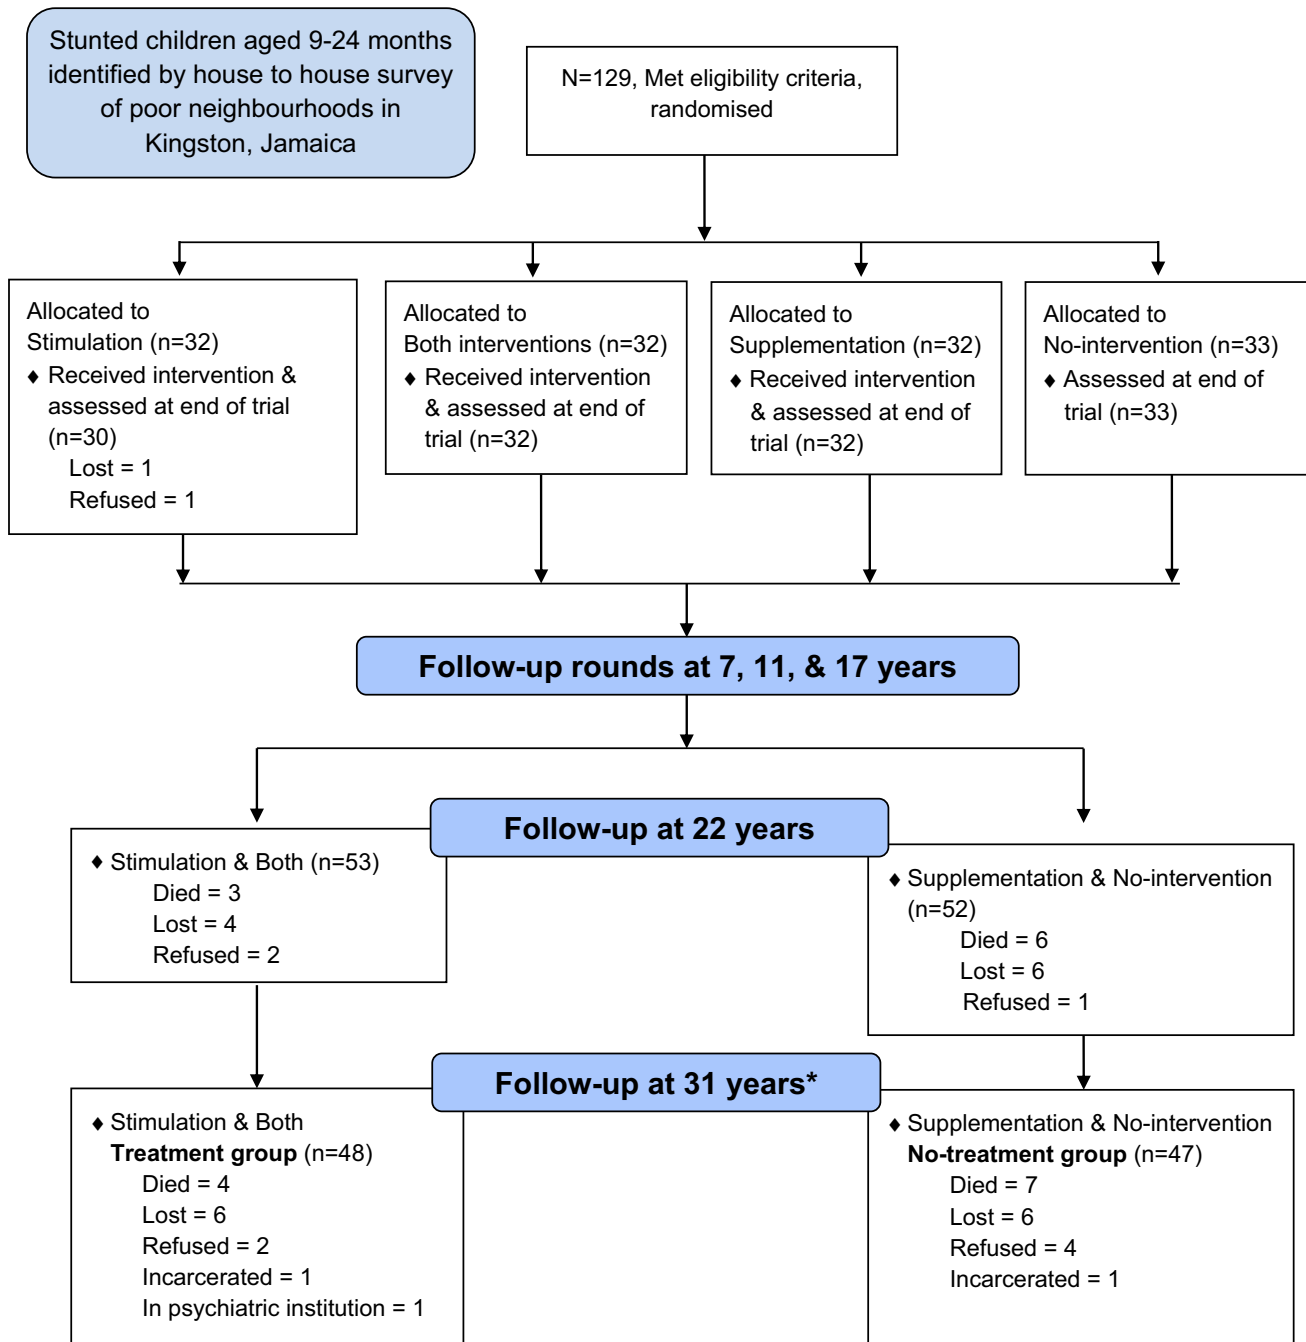 Stunted children aged 9-24 months
identified by house to house survey
of poor neighbourhoods in
Kingston, Jamaica
N=129, Met eligibility criteria,
randomised
Allocated to
Stimulation (n=32)
♦ Received intervention &
assessed at end of trial
(n=30)
Lost = 1
Refused = 1
Allocated to
Both interventions (n=32)
♦ Received intervention
& assessed at end of
trial (n=32)
Allocated to
Supplementation (n=32)
♦ Received intervention
& assessed at end of
trial (n=32)
Allocated to
No-intervention (n=33)
♦ Assessed at end of
trial (n=33)
Follow-up rounds at 7, 11, & 17 years
Follow-up at 22 years
♦ Stimulation & Both (n=53)
Died = 3
Lost = 4
Refused = 2
♦ Supplementation & No-intervention
(n=52)
Died = 6
Lost = 6
Refused = 1
Follow-up at 31 years*
♦ Stimulation & Both
Treatment group (n=48)
Died = 4
Lost = 6
Refused = 2
Incarcerated = 1
In psychiatric institution = 1
♦ Supplementation & No-intervention
No-treatment group (n=47)
Died = 7
Lost = 6
Refused = 4
Incarcerated = 1